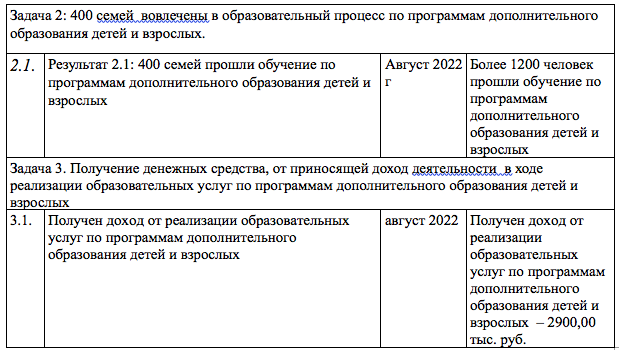 Задача 2: 400 семей  вовлечены в образовательный процесс по программам дополнительного
образования детей и взрослых.
2.1.
Результат 2.1: 400 семей прошли обучение по
программам дополнительного образования детей и
взрослых
Август 2022
г
Более 1200 человек
прошли обучение по
программам
дополнительного
образования детей и
взрослых
Задача 3. Получение денежных средства, от приносящей доход деятельности  в ходе
реализации образовательных услуг по программам дополнительного образования детей и
взрослых
3.1.
Получен доход от реализации образовательных
услуг по программам дополнительного
образования детей и взрослых
август 2022
Получен доход от
реализации
образовательных
услуг по программам
дополнительного
образования детей и
взрослых  – 2900,00
тыс. руб.